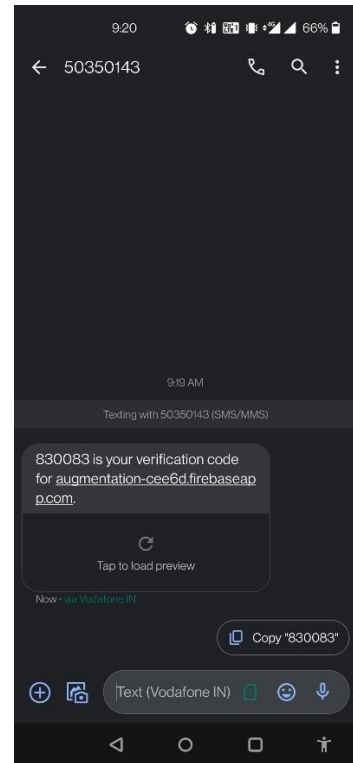 9:20
66%
50350143
9:19 AM
Texting with 50350143 (SMS/MMS)
830083 is your verification code
for augmentation-cee6d.firebaseap
p.com.
Tap to load preview
Now • via Vodafone IN
Copy "830083"
Text (Vodafone IN)